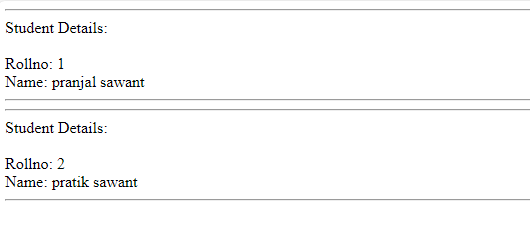 Student Details:
Rollno: 1
Name: pranjal sawant
Student Details:
Rollno: 2
Name: pratik sawant